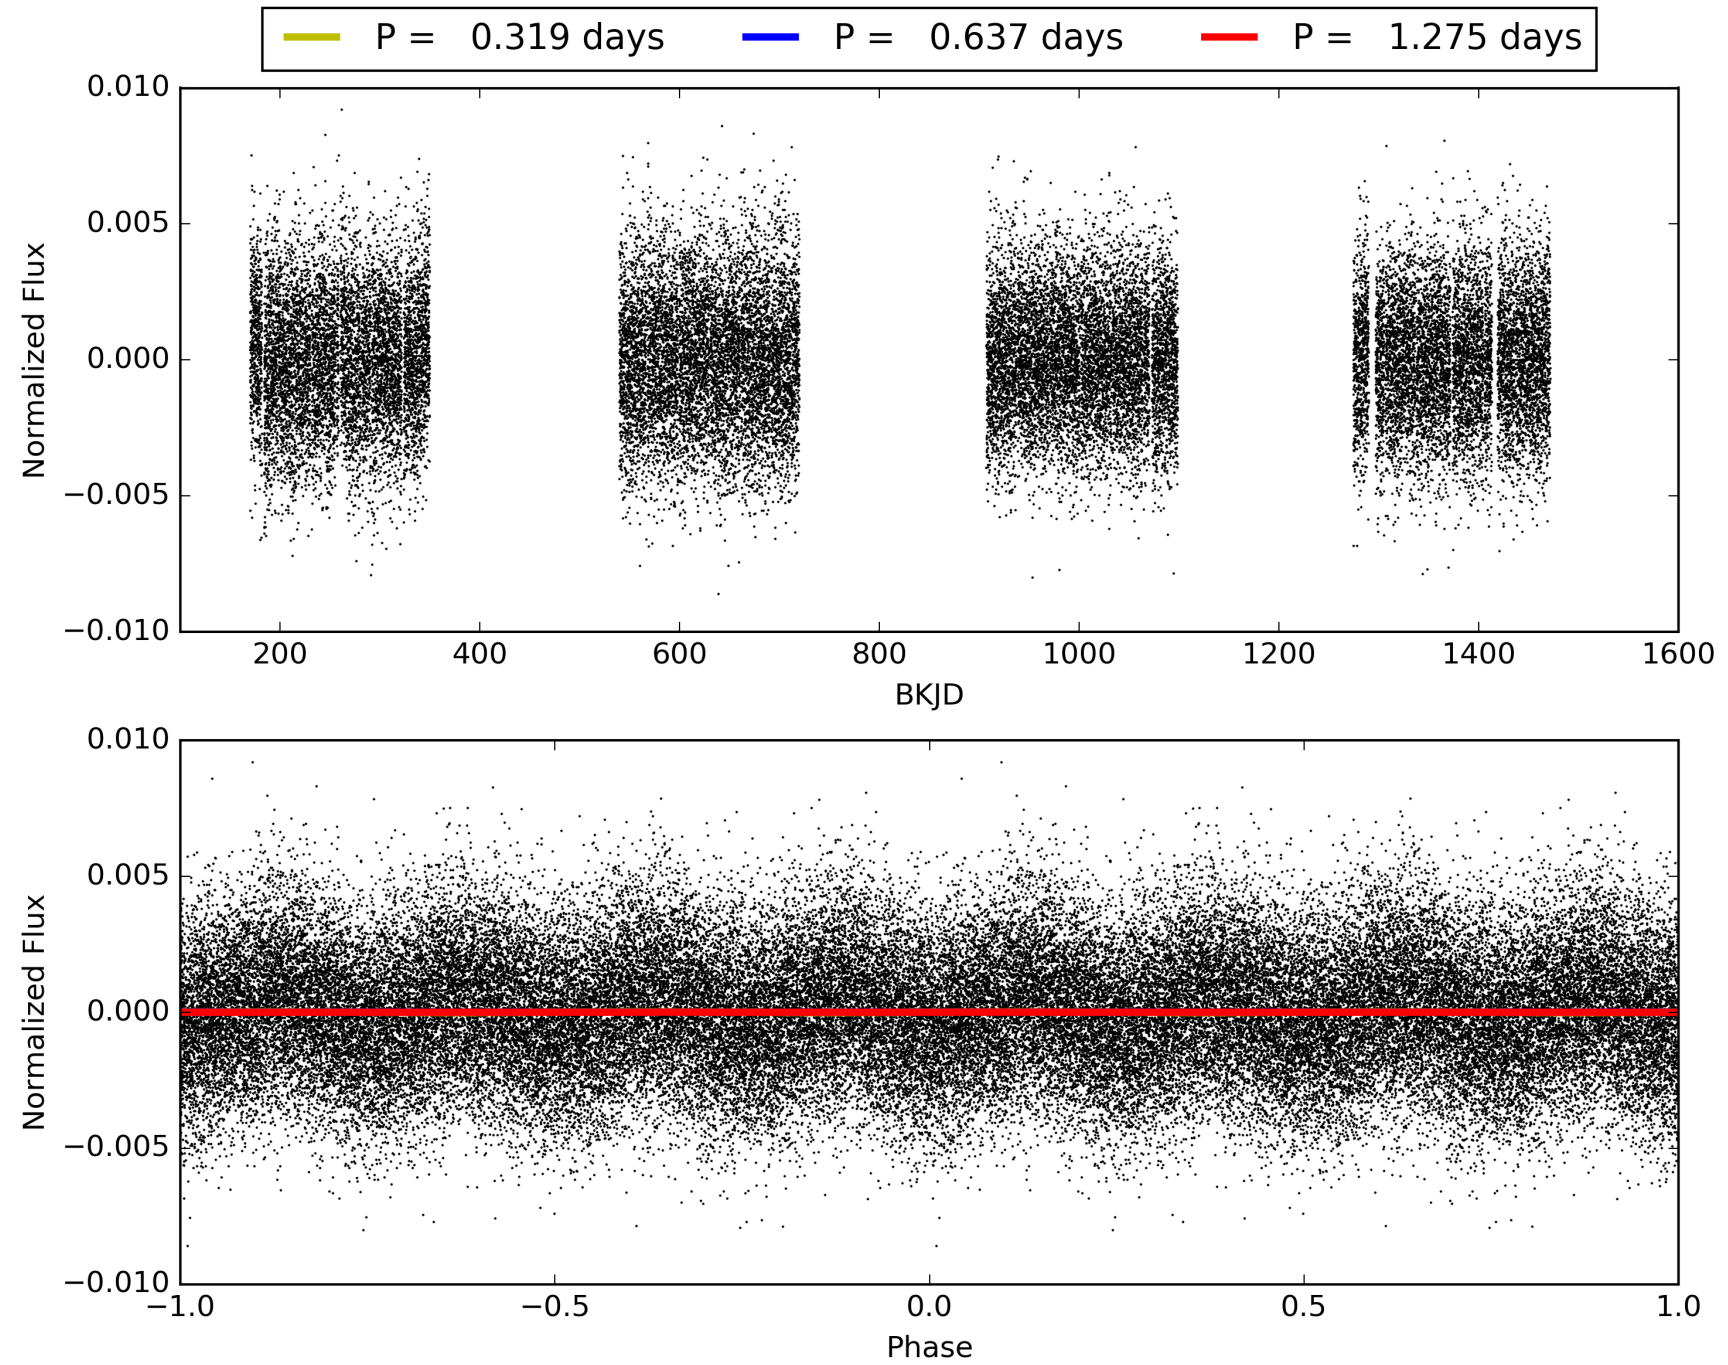 P = 0.319 days P = 0.637 days P = 1.275 days
0.010
0.005
0.000
−0.005
−0.010
Normalized Flux
200 400 600 800 1000 1200 1400 1600
BKJD
0.010
0.005
0.000
−0.005
−0.010
Normalized Flux
−1.0 −0.5 0.0 0.5 1.0
Phase